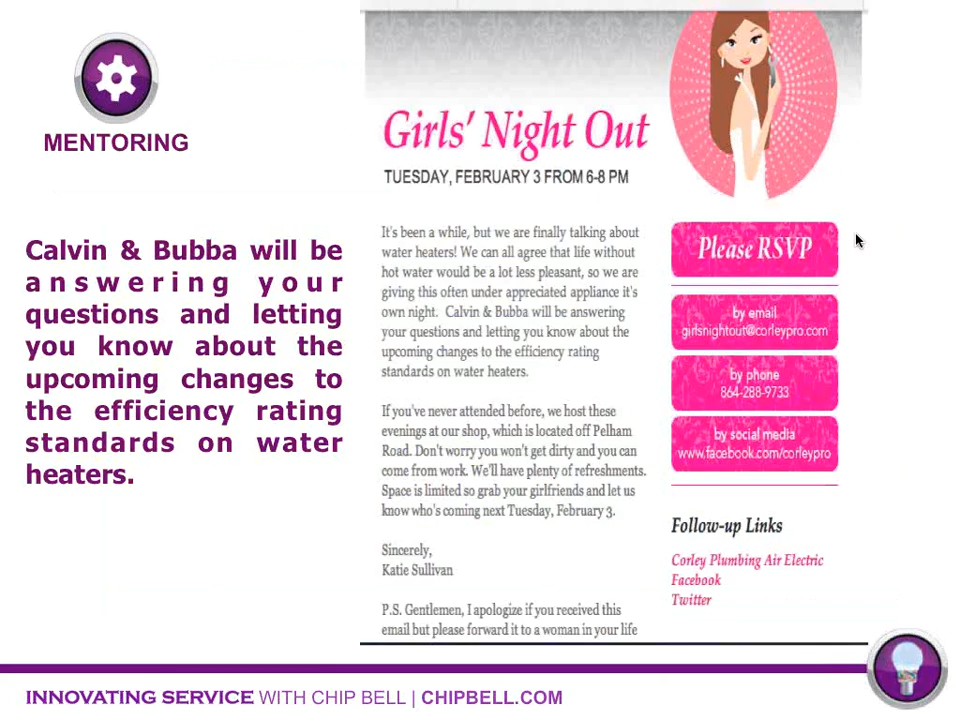 MENTORING
Calvin & Bubba will be
answering your
questions and letting
you know about the
upcoming changes to
the efficiency rating
standards on water
heaters.
Girls' Night Out
TUESDAY, FEBRUARY 3 FROM 6-8 PM
It's been a while, but we are finally talking about
water heaters! We can all agree that life without
hot water would be a lot less pleasant, so we are
giving this often under appreciated appliance it's
own night. Calvin & Bubba will be answering
your questions and letting you know about the
upcoming changes to the efficiency rating
standards on water heaters.
If you've never attended before, we host these
evenings at our shop, which is located off Pelham
Road. Don't worry you won't get dirty and you can
come from work. We'll have plenty of refreshments.
Space is limited so grab your girlfriends and let us
know who's coming next Tuesday, February 3.
Sincerely,
Katie Sullivan
P.S. Gentlemen, I apologize if you received this
email but please forward it to a woman in your life
Please RSVP
by email
girlsnightout@corleypro.com
by phone
864-288-9733
by social media
www.facebook.com/corleypro
Follow-up Links
Corley Plumbing Air Electric
Facebook
Twitter
INNOVATING SERVICE WITH CHIP BELL | CHIPBELL.COM